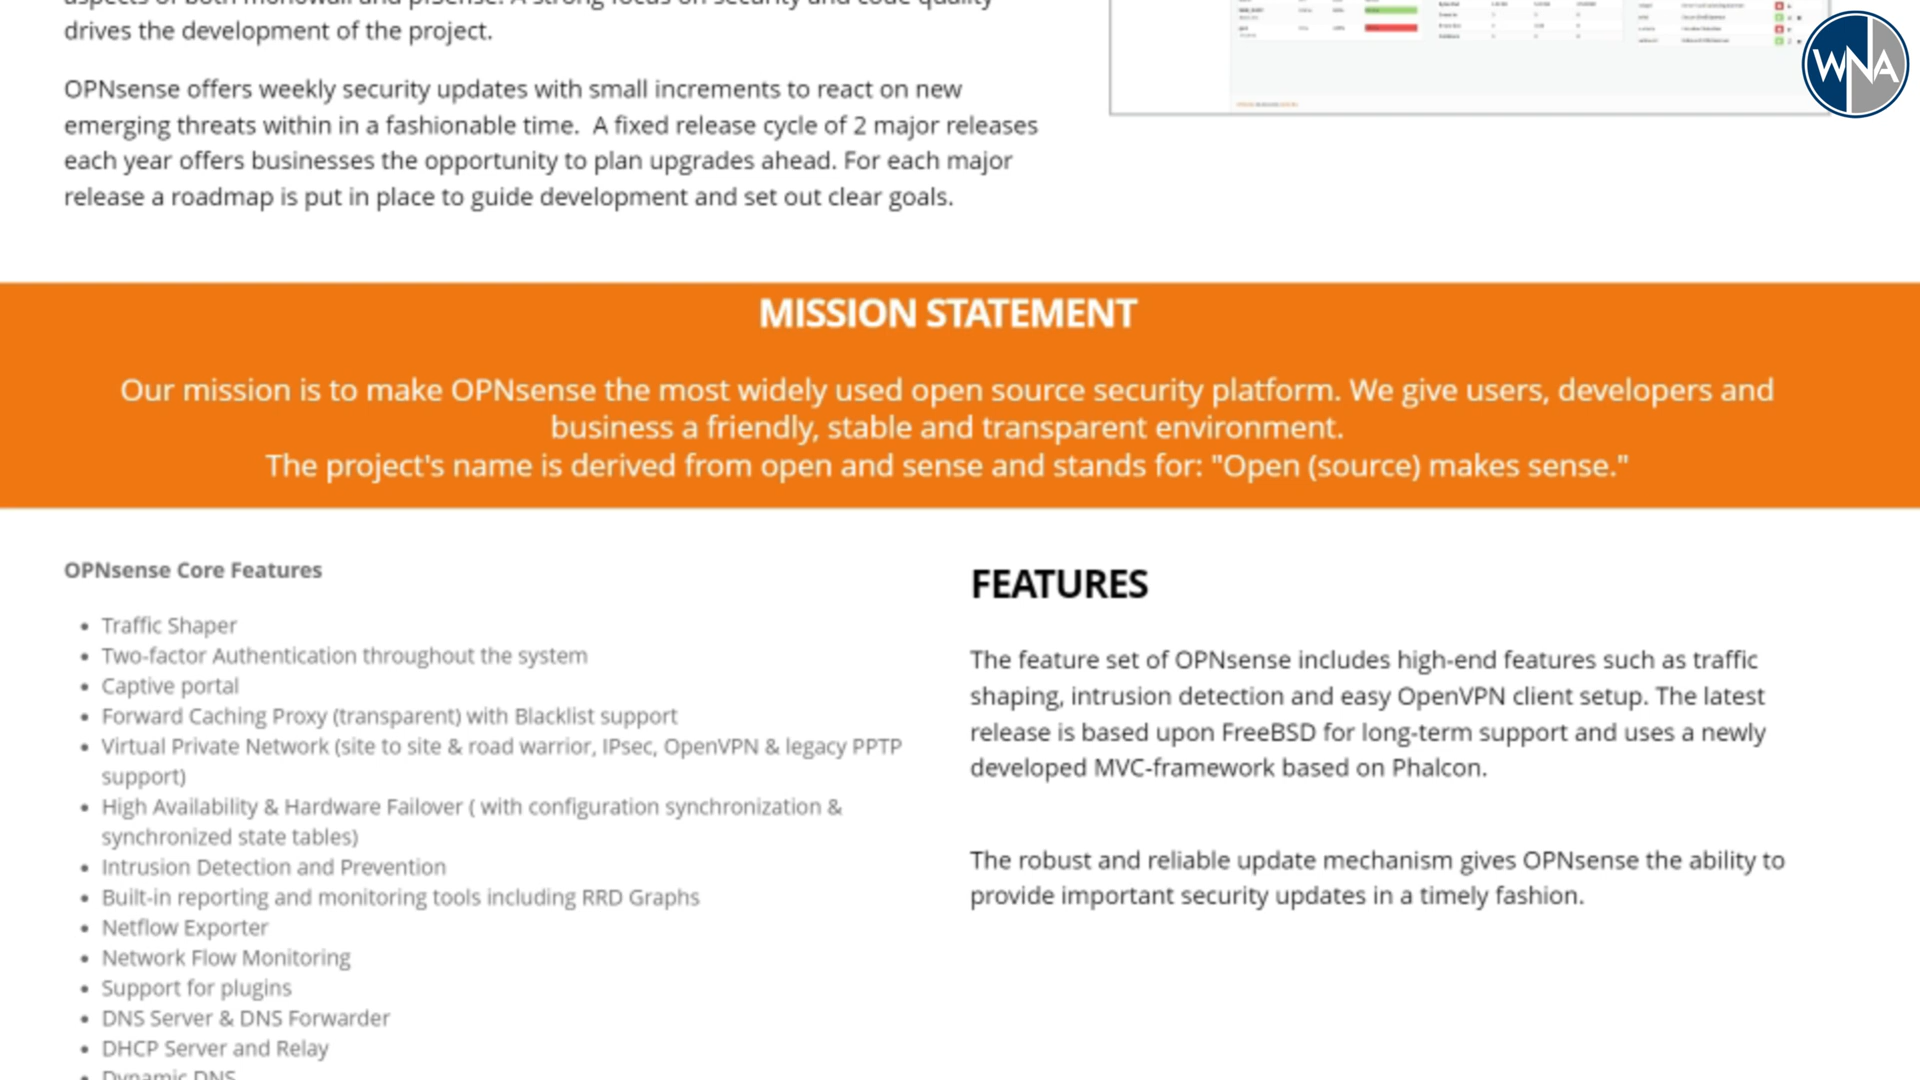 drives the development of the project.
OPNsense offers weekly security updates with small increments to react on new
emerging threats within in a fashionable time.  A fixed release cycle of 2 major releases
each year offers businesses the opportunity to plan upgrades ahead. For each major
release a roadmap is put in place to guide development and set out clear goals.
WNA
MISSION STATEMENT
Our mission is to make OPNsense the most widely used open source security platform. We give users, developers and
business a friendly, stable and transparent environment.
The project's name is derived from open and sense and stands for: "Open (source) makes sense."
OPNsense Core Features
• Traffic Shaper
• Two-factor Authentication throughout the system
• Captive portal
• Forward Caching Proxy (transparent) with Blacklist support
• Virtual Private Network (site to site & road warrior, IPsec, OpenVPN & legacy PPTP
support)
• High Availability & Hardware Failover ( with configuration synchronization &
synchronized state tables)
• Intrusion Detection and Prevention
• Built-in reporting and monitoring tools including RRD Graphs
• Netflow Exporter
• Network Flow Monitoring
• Support for plugins
• DNS Server & DNS Forwarder
• DHCP Server and Relay
• Dynamic DNS
FEATURES
The feature set of OPNsense includes high-end features such as traffic
shaping, intrusion detection and easy OpenVPN client setup. The latest
release is based upon FreeBSD for long-term support and uses a newly
developed MVC-framework based on Phalcon.
The robust and reliable update mechanism gives OPNsense the ability to
provide important security updates in a timely fashion.